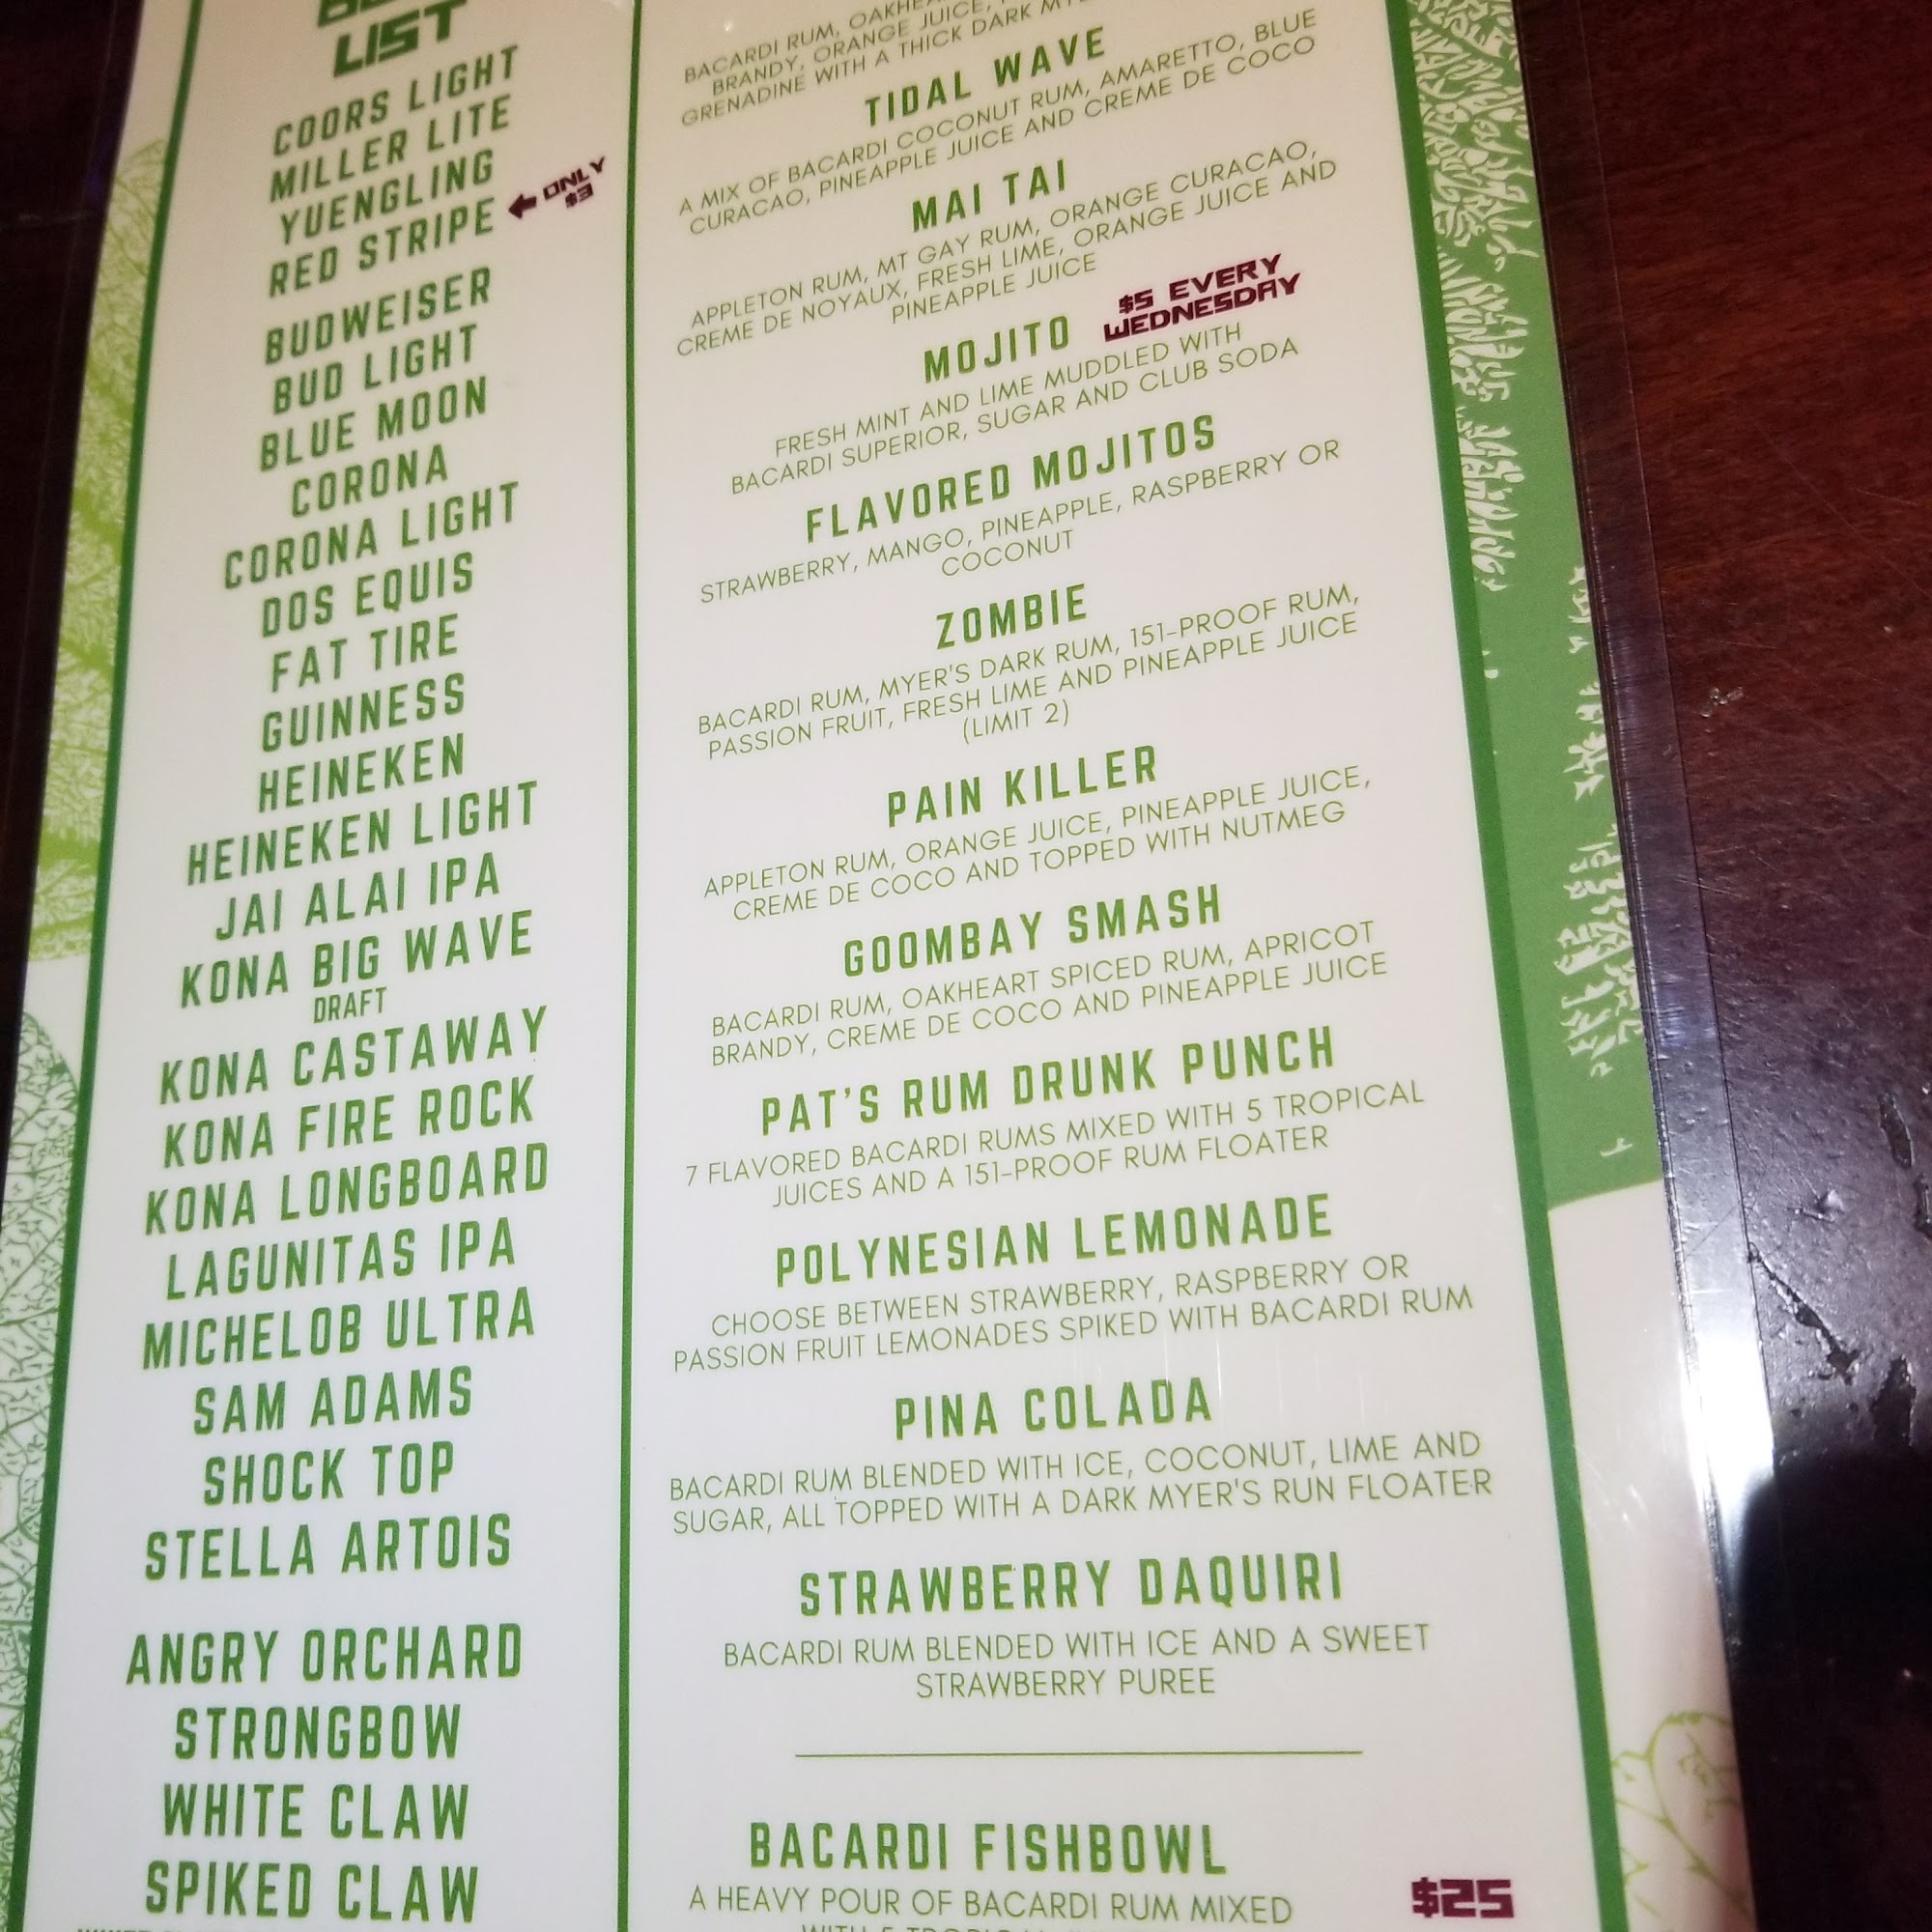 LIST
COORS LIGHT
MILLER LITE
YUENGLING
RED STRIPE
ONLY
$3
BUDWEISER
BUD LIGHT
BLUE MOON
CORONA
CORONA LIGHT
DOS EQUIS
FAT TIRE
GUINNESS
HEINEKEN
HEINEKEN LIGHT
JAI ALAI IPA
KONA BIG WAVE
DRAFT
KONA CASTAWAY
KONA FIRE ROCK
KONA LONGBOARD
LAGUNITAS IPA
MICHELOB ULTRA
SAM ADAMS
SHOCK TOP
STELLA ARTOIS
ANGRY ORCHARD
STRONGBOW
WHITE CLAW
SPIKED CLAW
BACARDI RUM,
BRANDY, ORANGE JUICE,
GRENADINE WITH A THICK DARK
TIDAL WAVE
A MIX OF BACARDI COCONUT RUM, AMARETTO, BLUE
CURACAO, PINEAPPLE JUICE AND CREME DE COCO
MAI TAI
APPLETON RUM, MT GAY RUM, ORANGE CURACAO,
CREME DE NOYAUX, FRESH LIME, ORANGE JUICE AND
PINEAPPLE JUICE
MOJITO
$5 EVERY
WEDNESDAY
FRESH MINT AND LIME MUDDLED WITH
BACARDI SUPERIOR, SUGAR AND CLUB SODA
FLAVORED MOJITOS
STRAWBERRY, MANGO, PINEAPPLE, RASPBERRY OR
COCONUT
ZOMBIE
BACARDI RUM, MYER'S DARK RUM, 151-PROOF RUM,
PASSION FRUIT, FRESH LIME AND PINEAPPLE JUICE
(LIMIT 2)
PAIN KILLER
APPLETON RUM, ORANGE JUICE, PINEAPPLE JUICE,
CREME DE COCO AND TOPPED WITH NUTMEG
GOOMBAY SMASH
BACARDI RUM, OAKHEART SPICED RUM, APRICOT
BRANDY, CREME DE COCO AND PINEAPPLE JUICE
PAT'S RUM DRUNK PUNCH
7 FLAVORED BACARDI RUMS MIXED WITH 5 TROPICAL
JUICES AND A 151-PROOF RUM FLOATER
POLYNESIAN LEMONADE
CHOOSE BETWEEN STRAWBERRY, RASPBERRY OR
PASSION FRUIT LEMONADES SPIKED WITH BACARDI RUM
PINA COLADA
BACARDI RUM BLENDED WITH ICE, COCONUT, LIME AND
SUGAR, ALL TOPPED WITH A DARK MYER'S RUN FLOATER
STRAWBERRY DAQUIRI
BACARDI RUM BLENDED WITH ICE AND A SWEET
STRAWBERRY PUREE
BACARDI FISHBOWL
$25
A HEAVY POUR OF BACARDI RUM MIXED